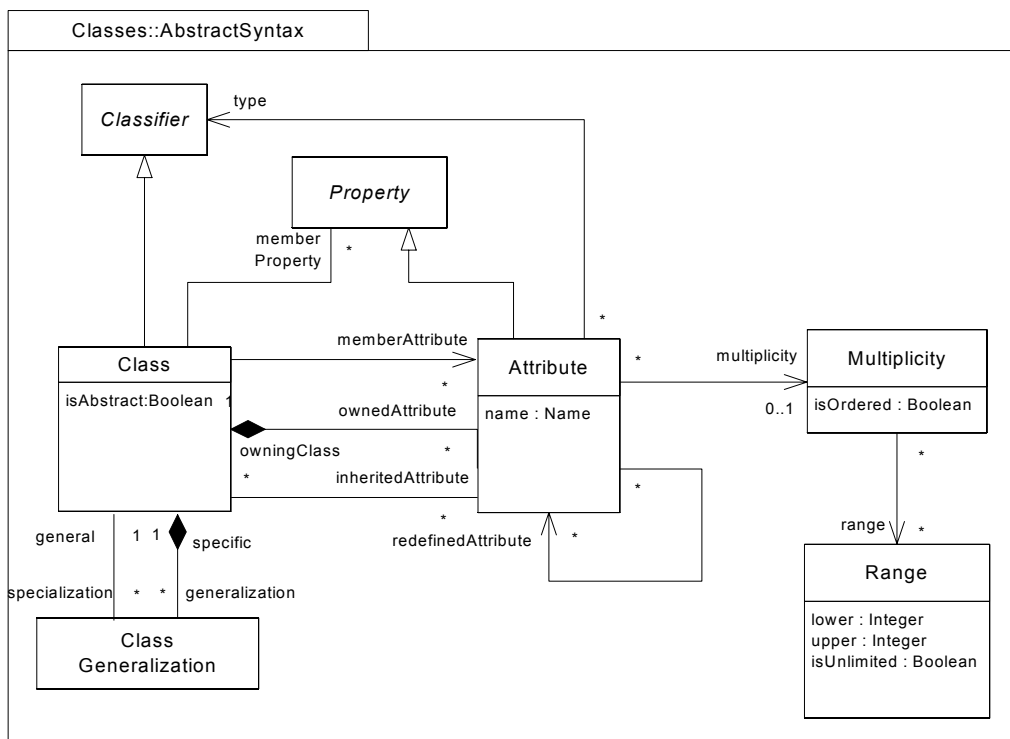 Classes::AbstractSyntax
type
Classifier
Property
member
Property
*
*
memberAttribute
*
multiplicity
Class
Attribute
Multiplicity
isAbstract:Boolean
1
*
ownedAttribute
name : Name
0..1
isOrdered : Boolean
owningClass
*
*
inheritedAttribute
*
*
*
redefinedAttribute
*
range
*
general
1
1
specific
Range
specialization
*
*
generalization
lower : Integer
upper : Integer
isUnlimited : Boolean
Class
Generalization